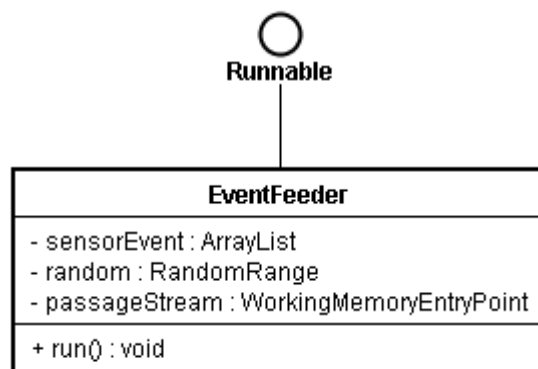 Runnable
EventFeeder
- sensorEvent : ArrayList
- random : RandomRange
- passageStream : WorkingMemoryEntryPoint
+ run() : void